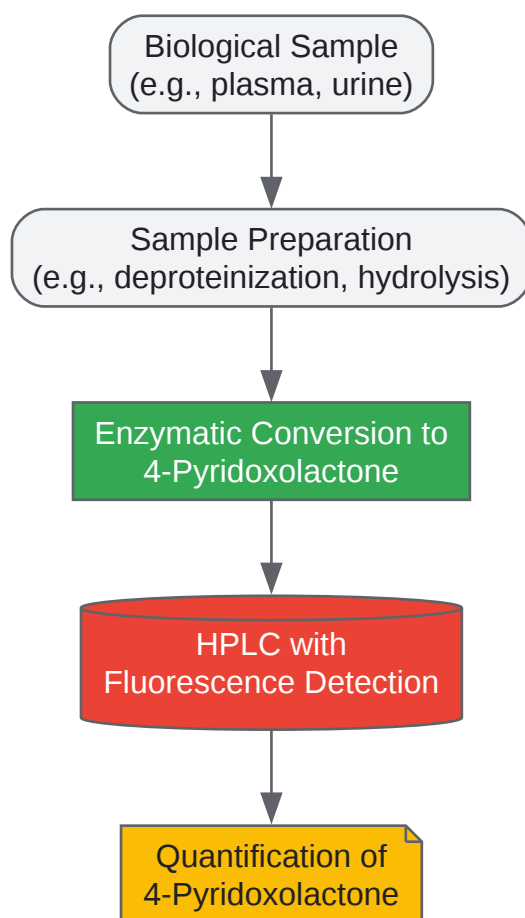 Biological Sample
(e.g., plasma, urine)
Sample Preparation
(e.g., deproteinization, hydrolysis)
Enzymatic Conversion to
4-Pyridoxolactone
HPLC with
Fluorescence Detection
Quantification of
4-Pyridoxolactone